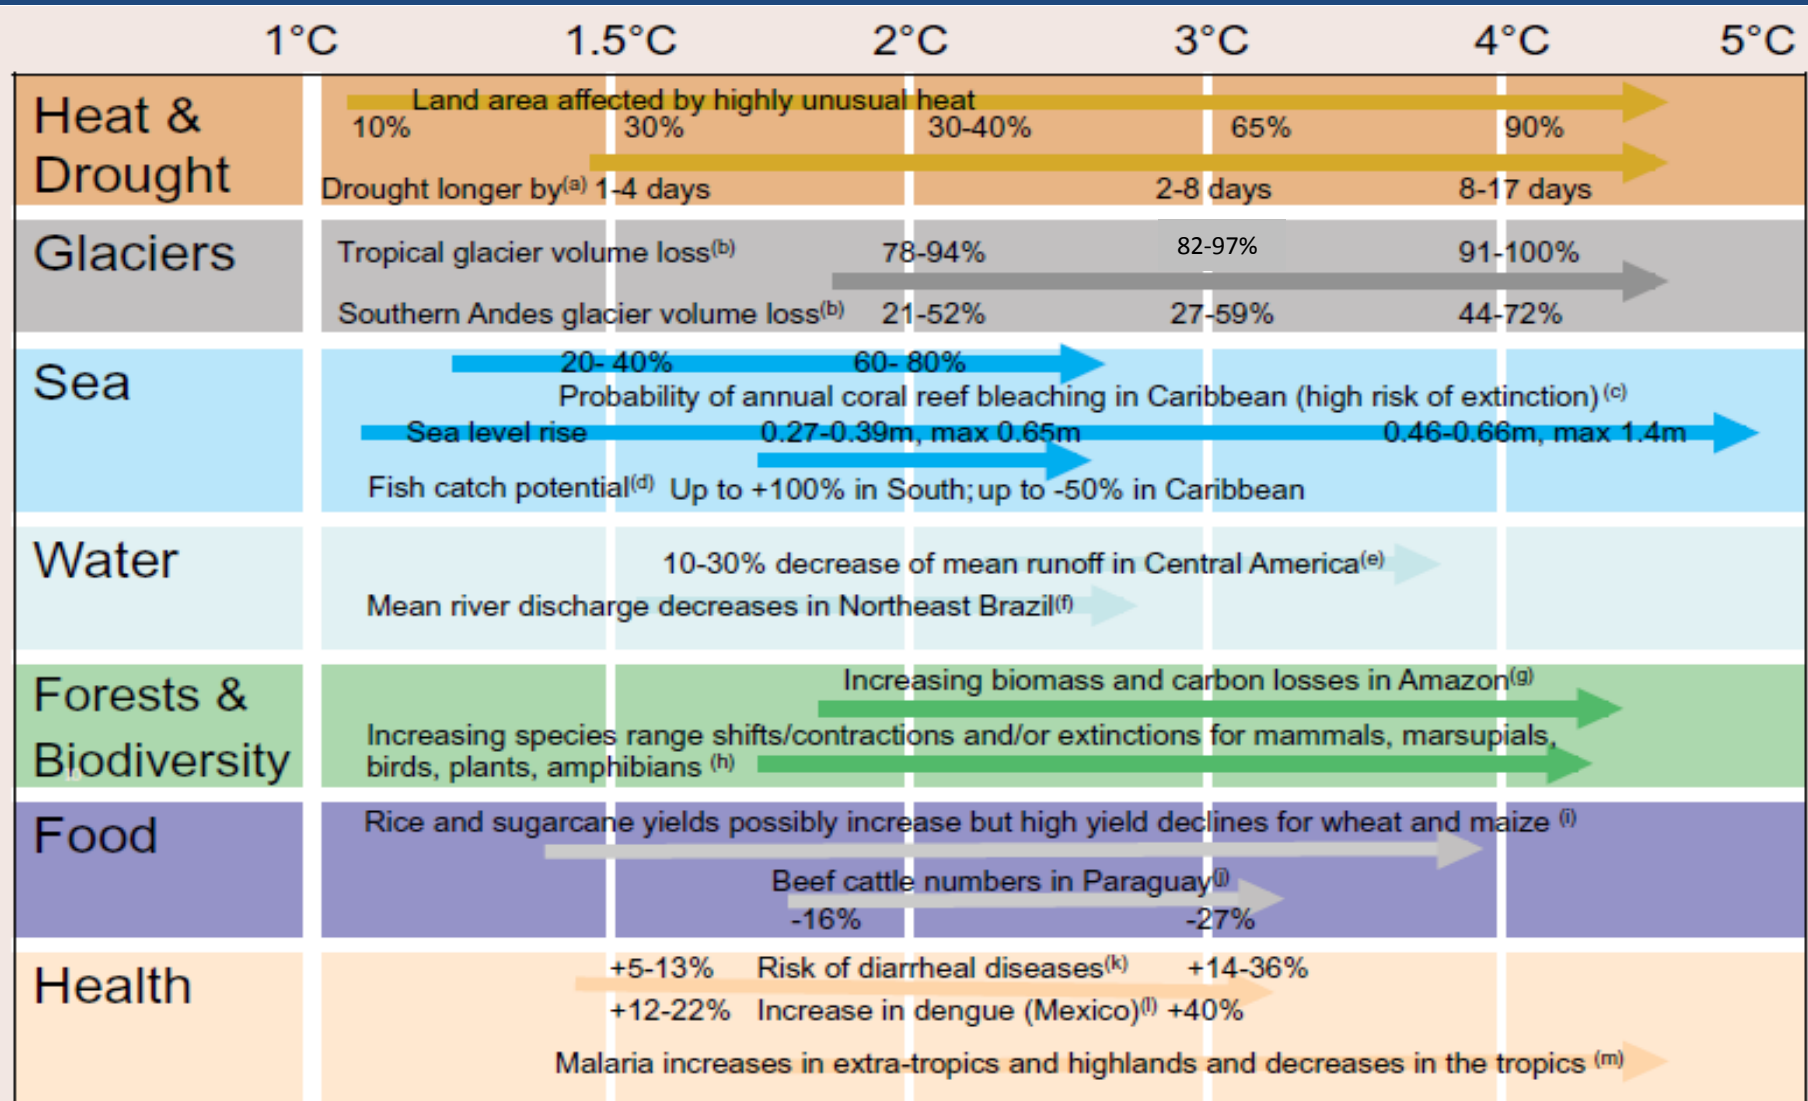 1°C 1.5°C 2°C 3°C 4°C 5°C
Heat &
Drought
Land area affected by highly unusual heat
10% 30% 30-40% 65% 90%
Drought longer by(a) 1-4 days 2-8 days 8-17 days
Glaciers
Tropical glacier volume loss(b) 78-94% 82-97% 91-100%
Southern Andes glacier volume loss(b) 21-52% 27-59% 44-72%
Sea
20- 40% 60- 80%
Probability of annual coral reef bleaching in Caribbean (high risk of extinction) (c)
Sea level rise 0.27-0.39m, max 0.65m 0.46-0.66m, max 1.4m
Fish catch potential(d) Up to +100% in South; up to -50% in Caribbean
Water
10-30% decrease of mean runoff in Central America(e)
Mean river discharge decreases in Northeast Brazil(f)
Forests &
Biodiversity
Increasing biomass and carbon losses in Amazon(g)
Increasing species range shifts/contractions and/or extinctions for mammals, marsupials,
birds, plants, amphibians (h)
Food
Rice and sugarcane yields possibly increase but high yield declines for wheat and maize (i)
Beef cattle numbers in Paraguay(j)
-16% -27%
Health
+5-13% Risk of diarrheal diseases(k) +14-36%
+12-22% Increase in dengue (Mexico)(l) +40%
Malaria increases in extra-tropics and highlands and decreases in the tropics (m)